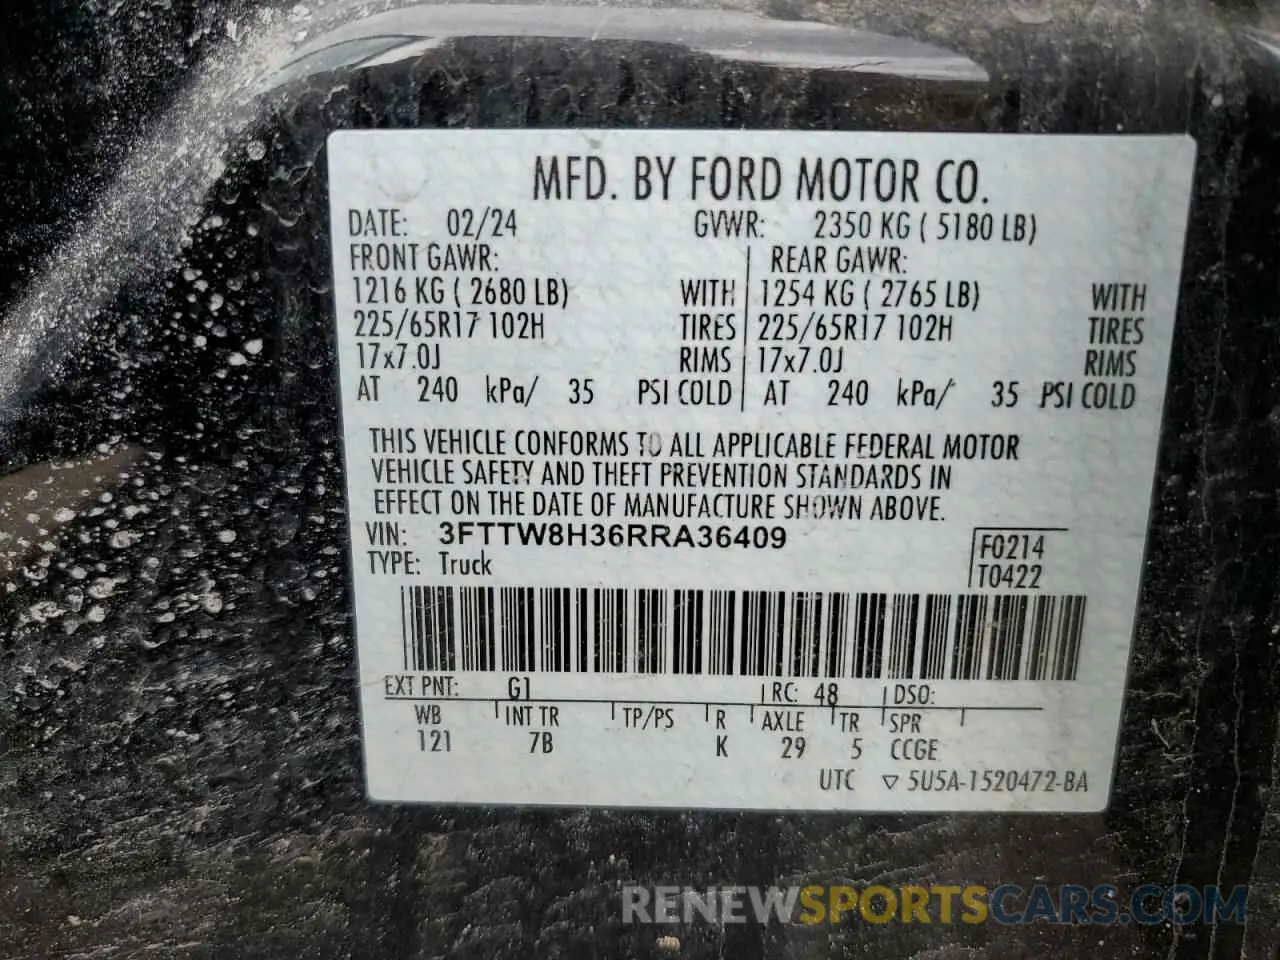 MFD. BY FORD MOTOR CO.
DATE: 02/24 GVWR: 2350 KG ( 5180 LB)
FRONT GAWR: REAR GAWR:
1216 KG ( 2680 LB) WITH 1254 KG ( 2765 LB) WITH
225/65R17 102H TIRES 225/65R17 102H TIRES
17x7.0J RIMS 17x7.0J RIMS
AT 240 kPa/ 35 PSI COLD AT 240 kPa/ 35 PSI COLD
THIS VEHICLE CONFORMS TO ALL APPLICABLE FEDERAL MOTOR
VEHICLE SAFETY AND THEFT PREVENTION STANDARDS IN
EFFECT ON THE DATE OF MANUFACTURE SHOWN ABOVE.
VIN: 3FTTW8H36RRA36409
F0214
TYPE: Truck
T0422
EXT PNT: G1 RC: 48 DSO:
WB INT TR TP/PS R AXLE TR SPR
121 7B K 29 5 CCGE
UTC ▽ 5U5A-1520472-BA
RENEWSPORTSCARS.COM